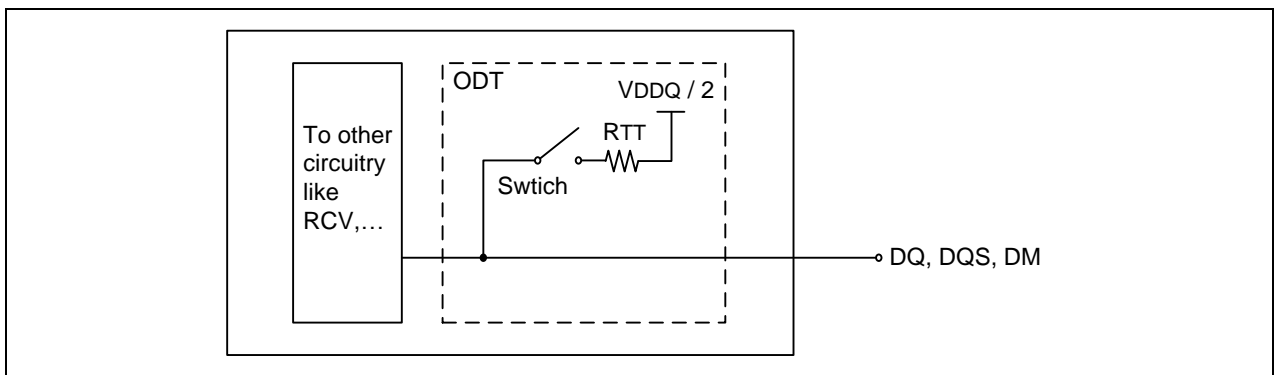 ODT
VDDQ / 2
RTT
To other
circuitry
like
RCV,…
Swtich
DQ, DQS, DM